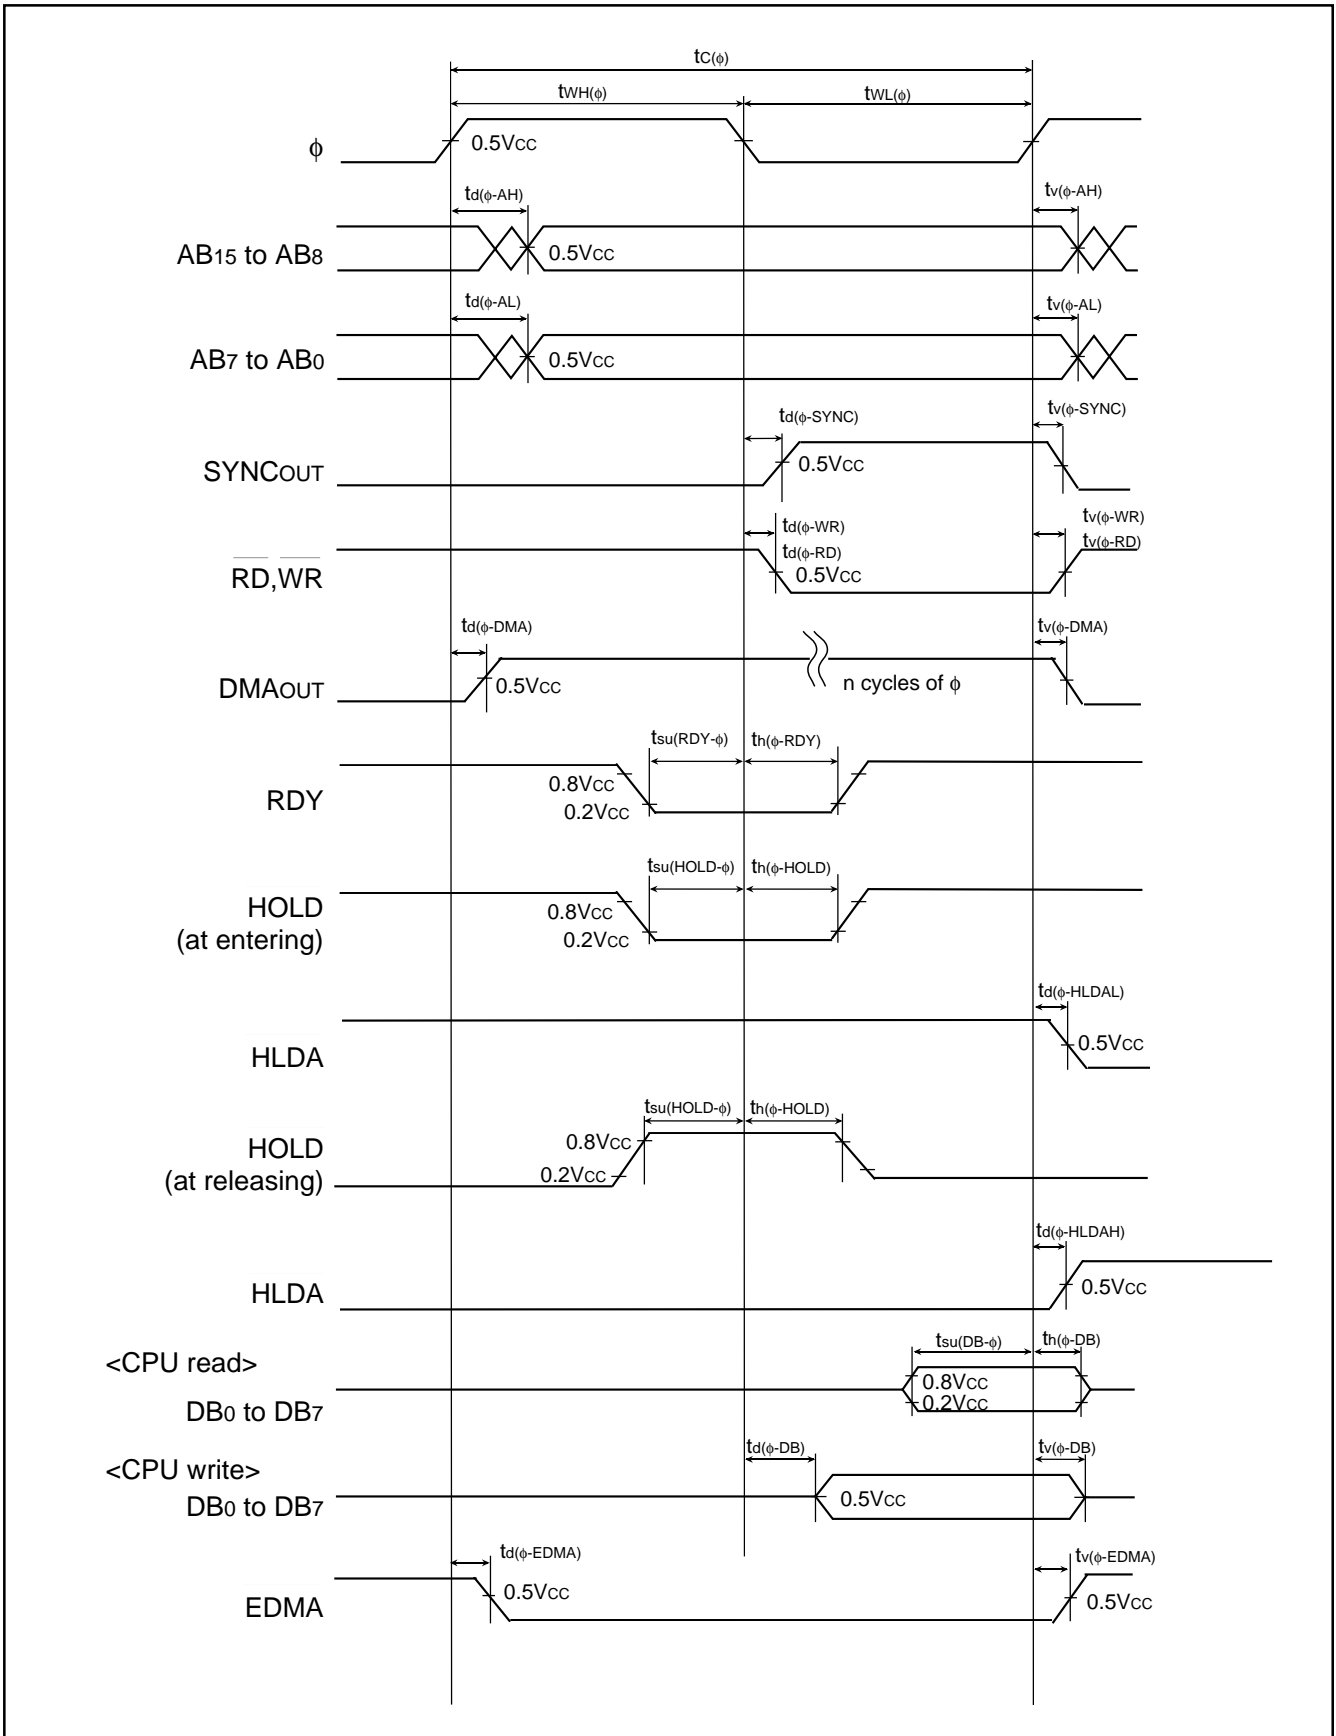 tC(ϕ)
tWH(ϕ)
tWL(ϕ)
ϕ
0.5VCC
td(ϕ-AH)
tv(ϕ-AH)
AB15 to AB8
0.5VCC
td(ϕ-AL)
tv(ϕ-AL)
AB7 to AB0
0.5VCC
td(ϕ-SYNC)
tv(ϕ-SYNC)
SYNCOUT
0.5VCC
td(ϕ-WR)
tv(ϕ-WR)
td(ϕ-RD)
tv(ϕ-RD)
RD,WR
0.5VCC
td(ϕ-DMA)
tv(ϕ-DMA)
DMAOUT
0.5VCC
n cycles of ϕ
tsu(RDY-ϕ)
th(ϕ-RDY)
RDY
0.8VCC
0.2VCC
tsu(HOLD-ϕ)
th(ϕ-HOLD)
HOLD
(at entering)
0.8VCC
0.2VCC
td(ϕ-HLDAL)
HLDA
0.5VCC
tsu(HOLD-ϕ)
th(ϕ-HOLD)
HOLD
(at releasing)
0.8VCC
0.2VCC
td(ϕ-HLDAH)
HLDA
0.5VCC
tsu(DB-ϕ)
th(ϕ-DB)
<CPU read>
DB0 to DB7
0.8VCC
0.2VCC
td(ϕ-DB)
tv(ϕ-DB)
<CPU write>
DB0 to DB7
0.5VCC
td(ϕ-EDMA)
tv(ϕ-EDMA)
EDMA
0.5VCC
0.5VCC